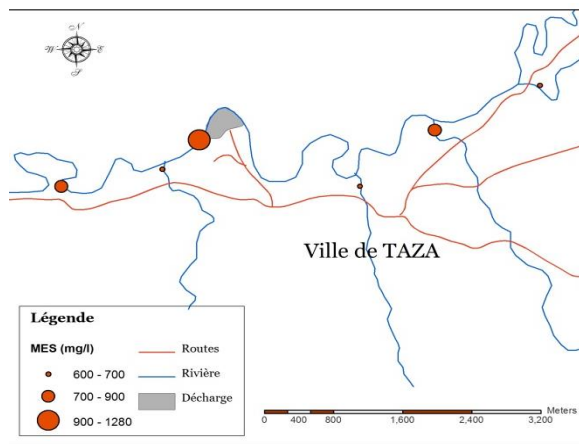 N
W E
S
Ville de TAZA
Légende
MES (mg/l)
600 - 700
700 - 900
900 - 1280
Routes
Rivière
Décharge
Meters
0 400 800 1,600 2,400 3,200